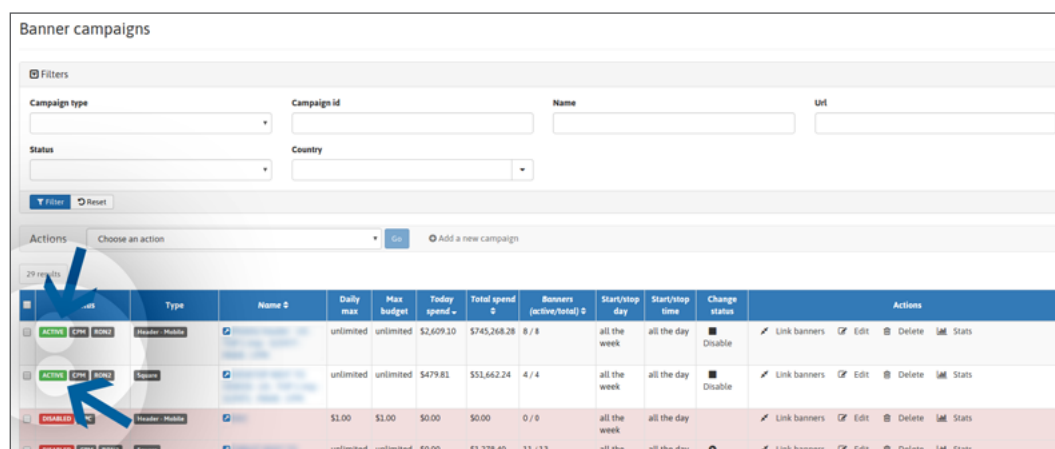 Banner campaigns
Filters
Campaign type Campaign id Name Url
Status Country
Filter Reset
Actions Choose an action Go Add a new campaign
29 results
Type Name Daily max Max budget Today spend Total spend Banners (active/total) Start/stop day Start/stop time Change status Actions
ACTIVE CPM RON2 Header - Mobile unlimited unlimited $2,609.10 $745,268.28 8 / 8 all the week all the day Disable Link banners Edit Delete Stats
ACTIVE CPM RON2 Square unlimited unlimited $479.81 $51,662.24 4 / 4 all the week all the day Disable Link banners Edit Delete Stats
DISABLED Header - Mobile $1.00 $1.00 $0.00 $0.00 0 / 0 all the week all the day Link banners Edit Delete Stats